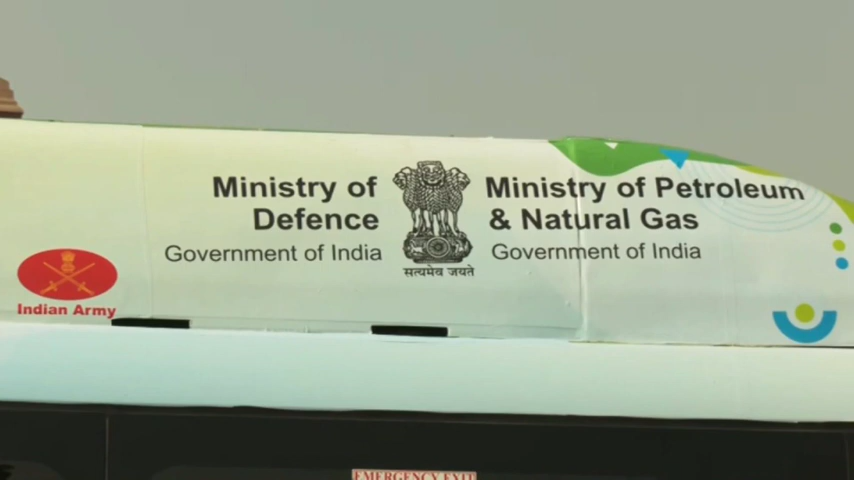 Ministry of
Defence
Government of India
सत्यमेव जयते
Ministry of Petroleum
& Natural Gas
Government of India
Indian Army
EMERGENCY EXIT